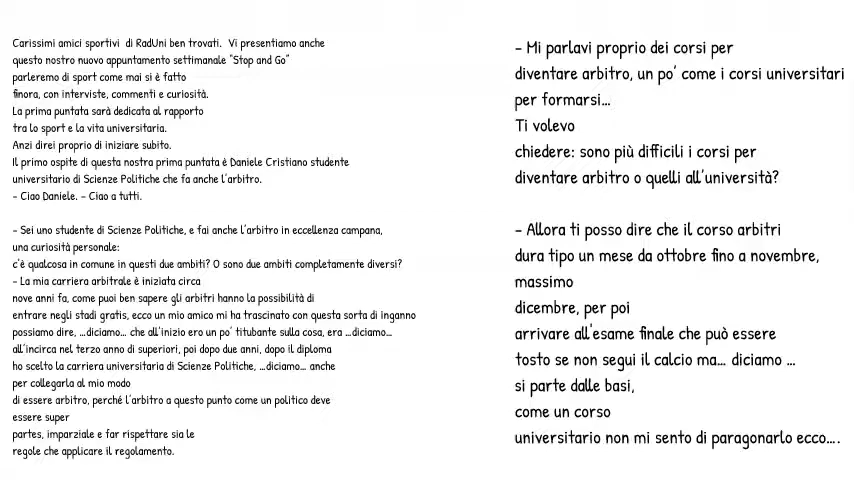 Carissimi amici sportivi di RadUni ben trovati. Vi presentiamo anche
questo nostro nuovo appuntamento settimanale "Stop and Go"
parleremo di sport come mai si è fatto
finora, con interviste, commenti e curiosità.
La prima puntata sarà dedicata al rapporto
tra lo sport e la vita universitaria.
Anzi direi proprio di iniziare subito.
Il primo ospite di questa nostra prima puntata è Daniele Cristiano studente
universitario di Scienze Politiche che fa anche l'arbitro.
- Ciao Daniele. - Ciao a tutti.
- Sei uno studente di Scienze Politiche, e fai anche l'arbitro in eccellenza campana,
una curiosità personale:
c'è qualcosa in comune in questi due ambiti? O sono due ambiti completamente diversi?
- La mia carriera arbitrale è iniziata circa
nove anni fa, come puoi ben sapere gli arbitri hanno la possibilità di
entrare negli stadi gratis, ecco un mio amico mi ha trascinato con questa sorta di inganno
possiamo dire, ...diciamo... che all'inizio ero un po' titubante sulla cosa, era ...diciamo...
all'incirca nel terzo anno di superiori, poi dopo due anni, dopo il diploma
ho scelto la carriera universitaria di Scienze Politiche, ...diciamo... anche
per collegarla al mio modo
di essere arbitro, perché l'arbitro a questo punto come un politico deve
essere super
partes, imparziale e far rispettare sia le
regole che applicare il regolamento.
- Mi parlavi proprio dei corsi per
diventare arbitro, un po' come i corsi universitari
per formarsi...
Ti volevo
chiedere: sono più difficili i corsi per
diventare arbitro o quelli all'università?
- Allora ti posso dire che il corso arbitri
dura tipo un mese da ottobre fino a novembre,
massimo
dicembre, per poi
arrivare all'esame finale che può essere
tosto se non segui il calcio ma... diciamo ...
si parte dalle basi,
come un corso
universitario non mi sento di paragonarlo ecco....